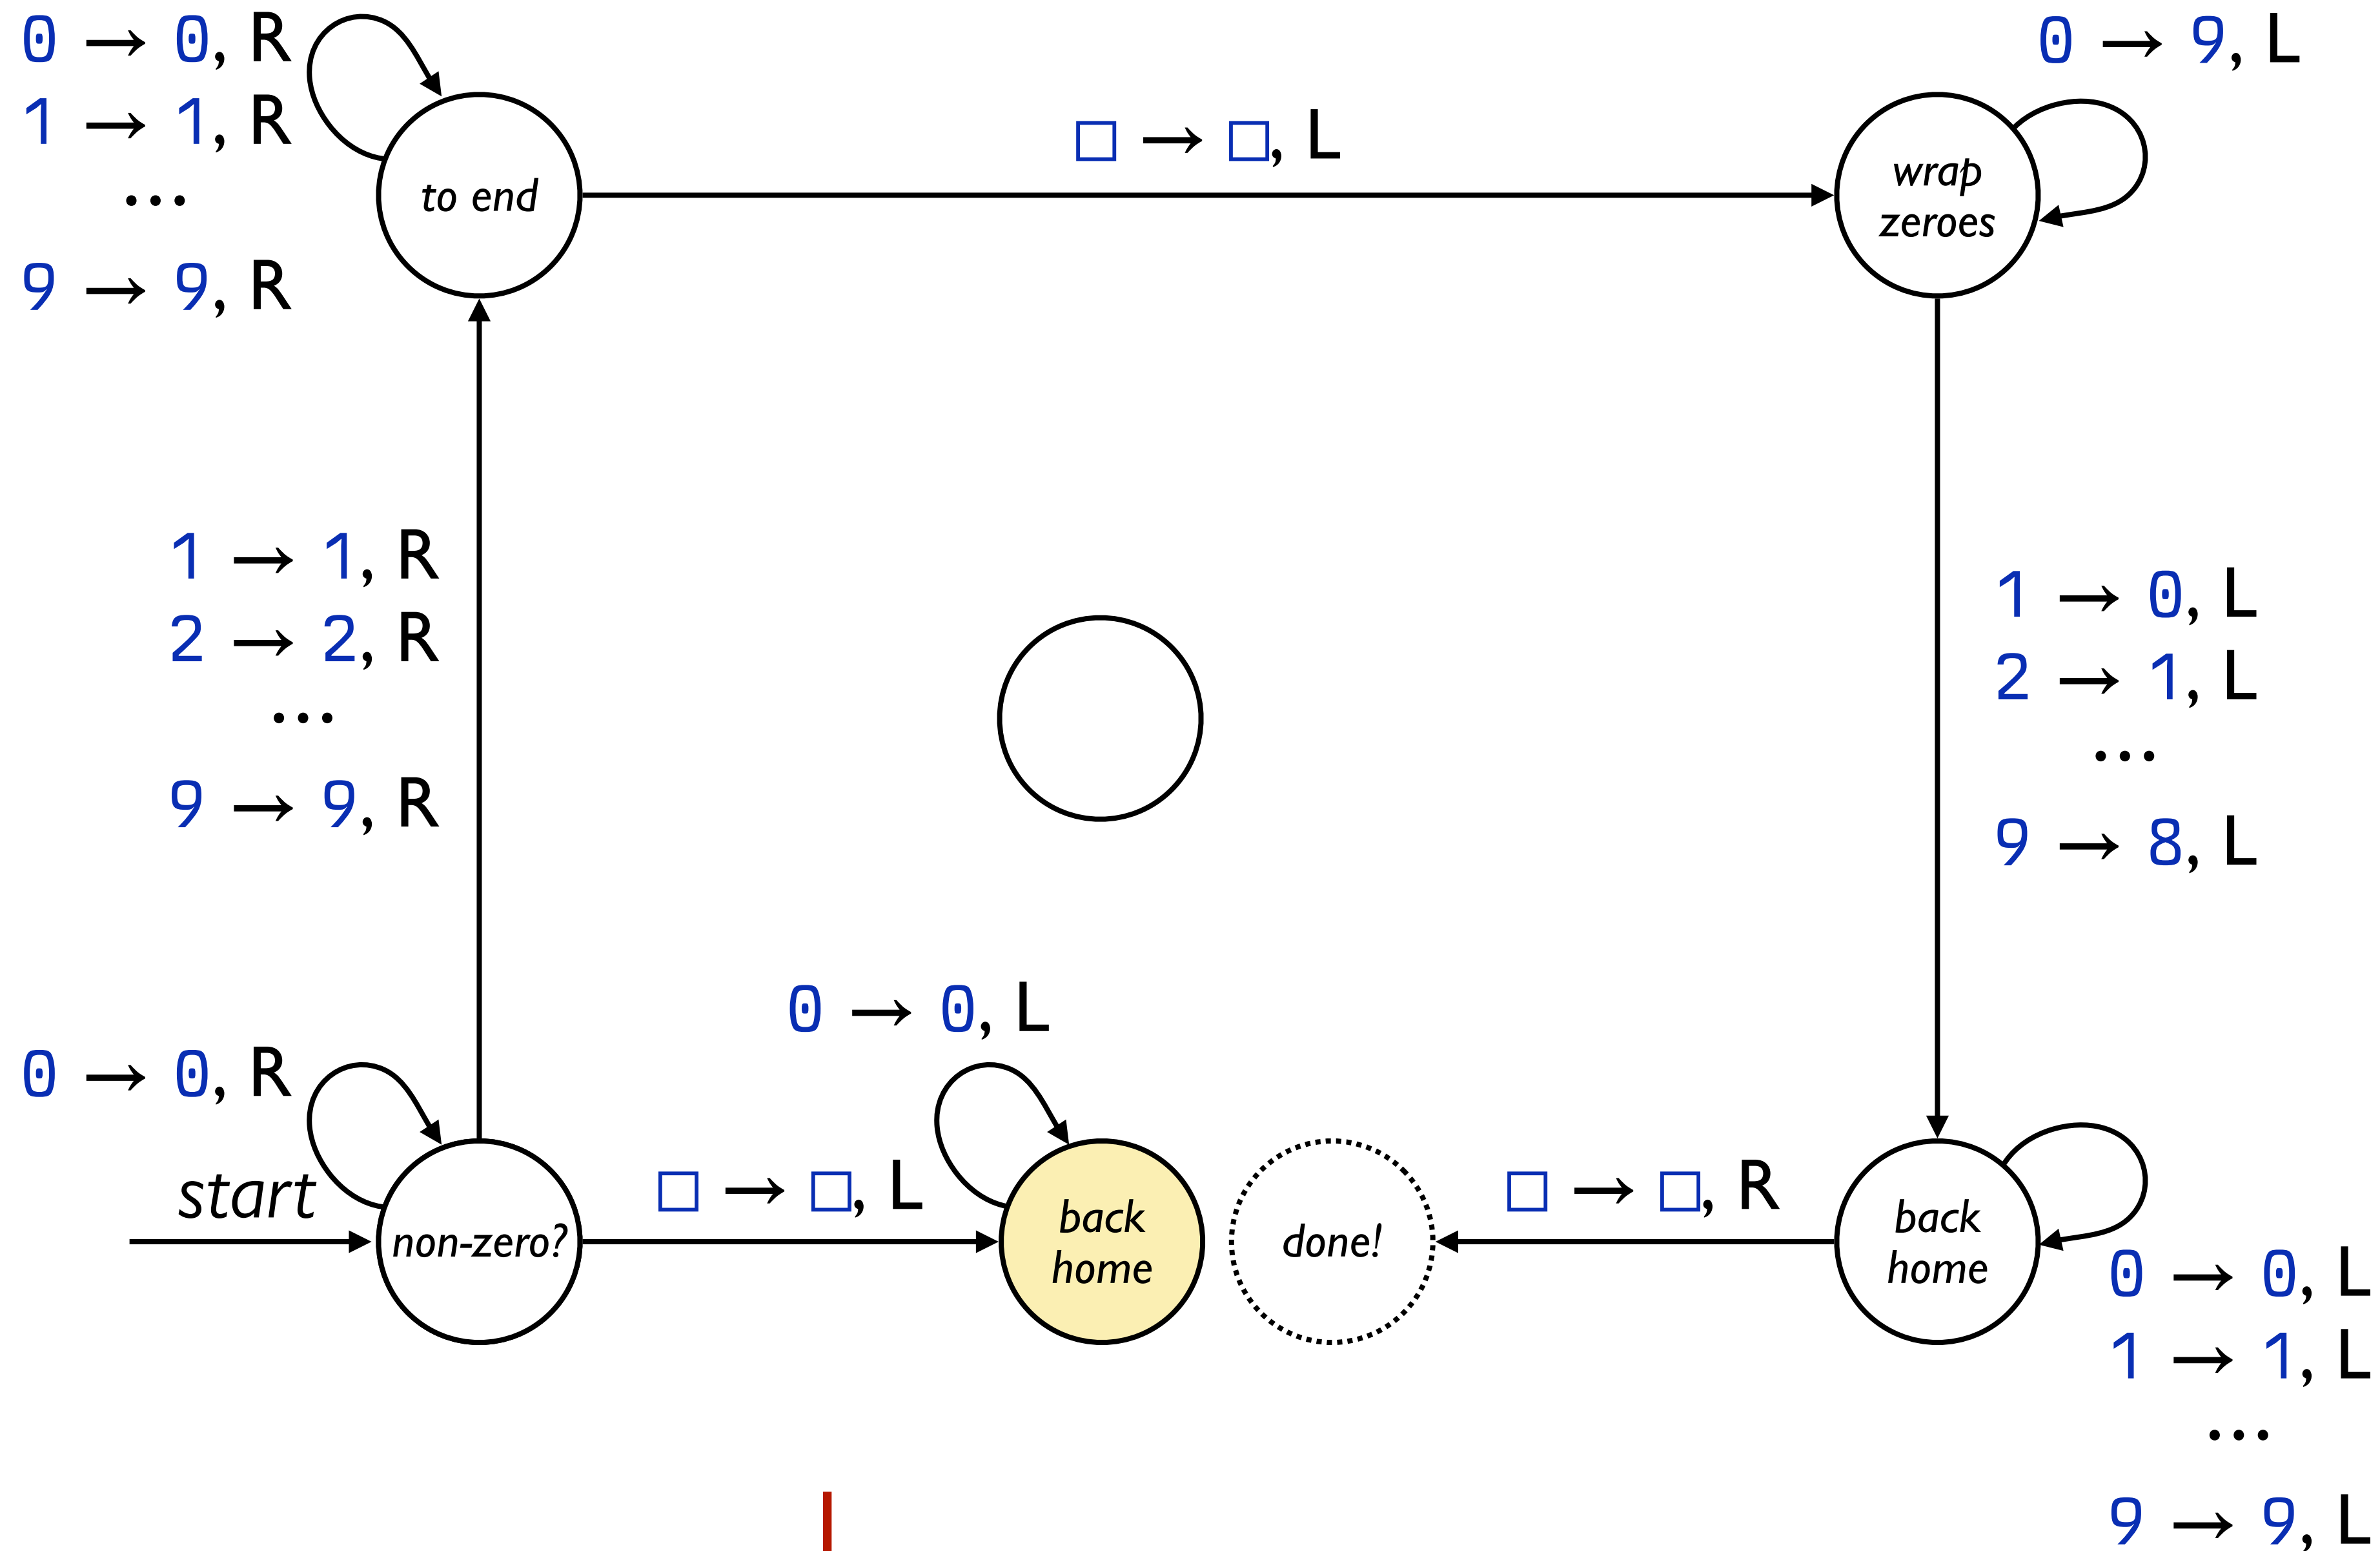 0 → 0, R
1 → 1, R
...
9 → 9, R
to end
□ → □, L
0 → 9, L
wrap
zeroes
1 → 1, R
2 → 2, R
...
9 → 9, R
1 → 0, L
2 → 1, L
...
9 → 8, L
0 → 0, R
start
non-zero?
□ → □, L
0 → 0, L
back
home
done!
□ → □, R
back
home
0 → 0, L
1 → 1, L
...
9 → 9, L